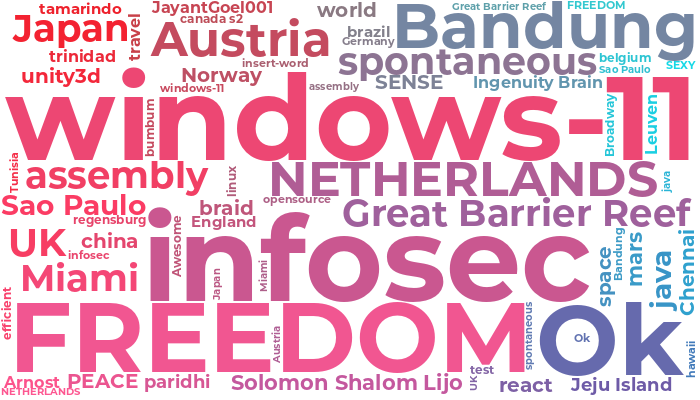 tamarindo
JayantGoel001
world
Great Barrier Reef
FREEDOM
Japan
travel
canada s2
Austria
brazil
Germany
Bandung
trinidad
insert-word
spontaneous
belgium
Sao Paulo
SEXY
unity3d
Norway
SENSE
Ingenuity Brain
windows-11
assembly
windows-11
bumbum
Broadway
Leuven
Tunisia
assembly
linux
NETHERLANDS
java
Sao Paulo
regensburg
braid
England
opensource
Great Barrier Reef
UK
china
infosec
Awesome
infosec
Miami
Japan
Miami
space
Bandung
mars
java
Chennai
efficient
FREEDOM
Austria
spontaneous
Ok
Ok
hawaii
Arnost
PEACE
paridhi
Solomon Shalom Lijo
UK
test
react
Jeju Island
NETHERLANDS